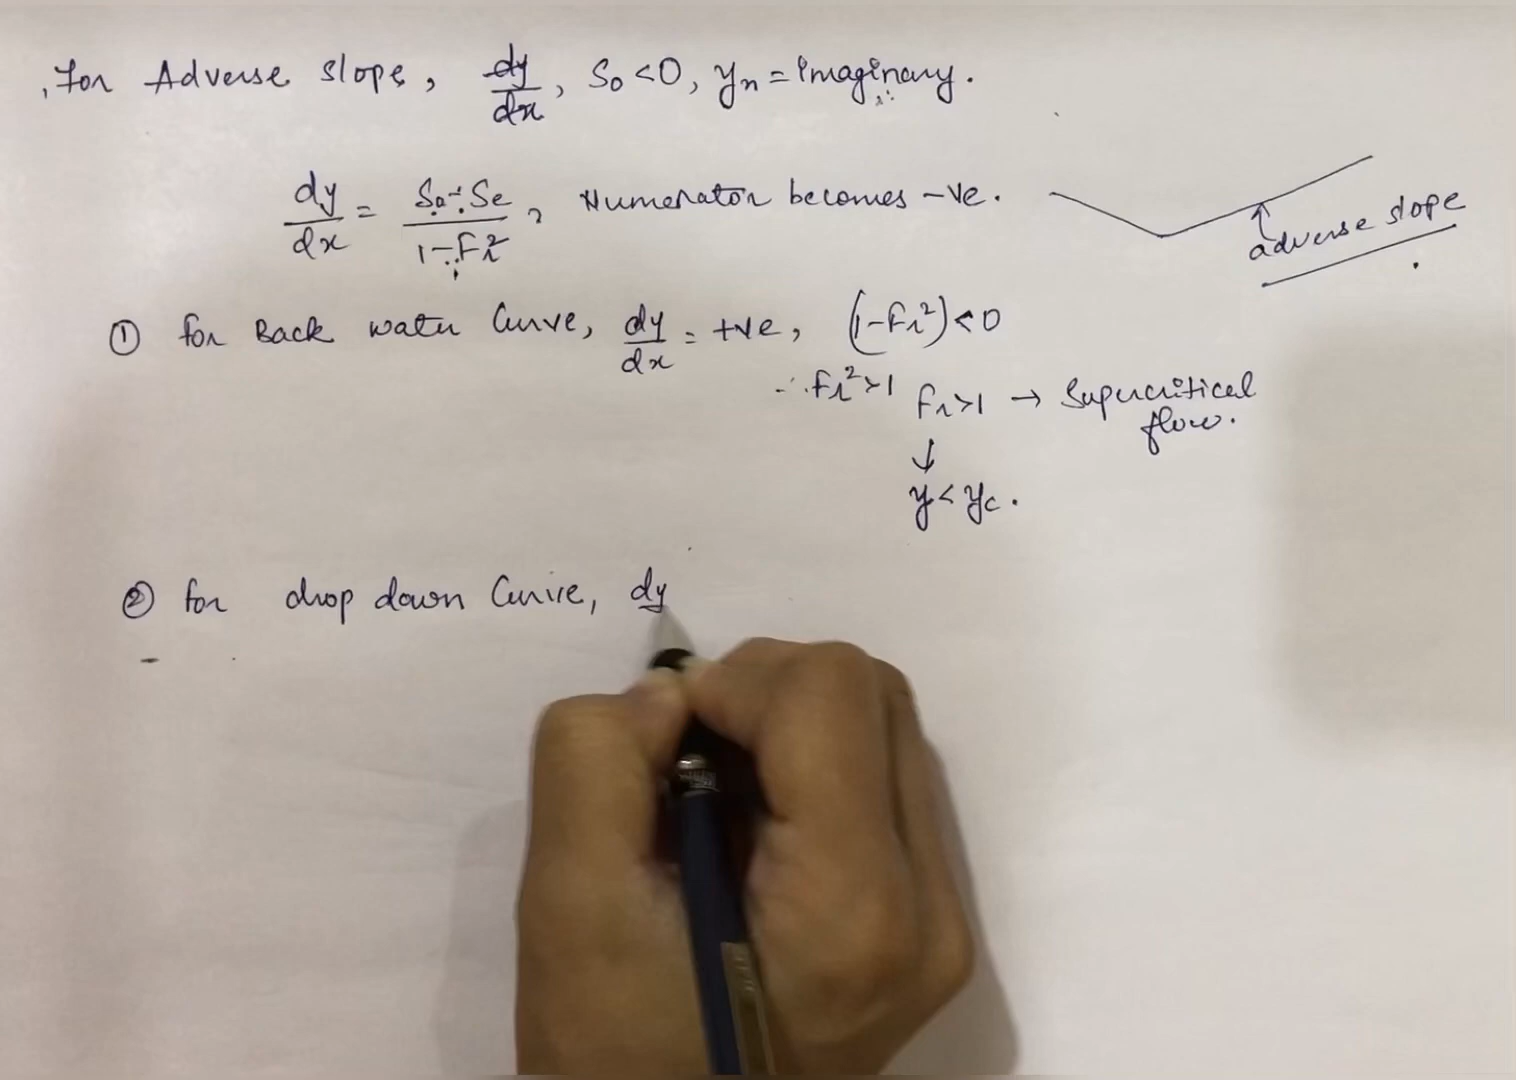 For Adverse slope, dy/dx, S₀<0, yₙ = imaginary.
dy/dx = S₀-Sₑ/1-Fr², Numerator becomes -ve.
adverse slope
① for Back water Curve, dy/dx = +ve, (1-Fr²)<0
∴ Fr²>1 Fr>1 → Supercritical flow.
↓
y < yc.
② for drop down Curve, dy